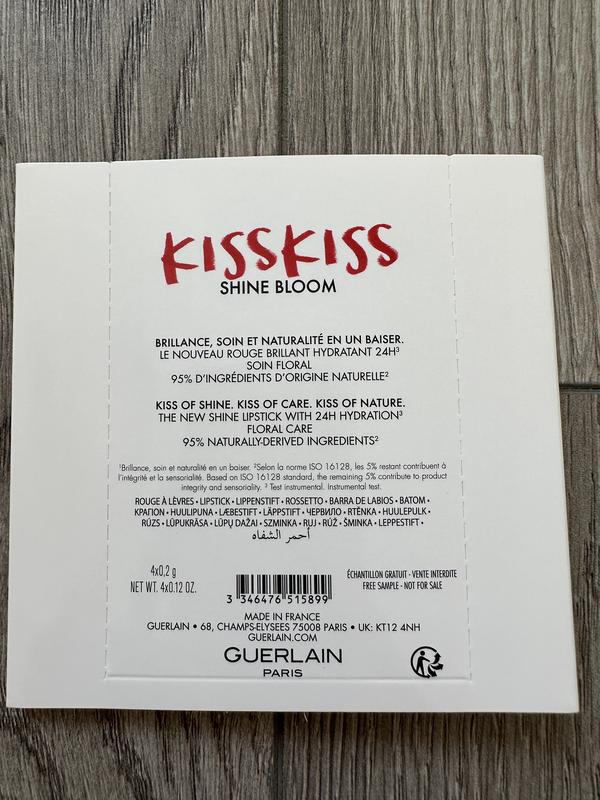 KISSKISS
SHINE BLOOM
BRILLANCE, SOIN ET NATURALITÉ EN UN BAISER.
LE NOUVEAU ROUGE BRILLANT HYDRATANT 24H³
SOIN FLORAL
95% D'INGRÉDIENTS D'ORIGINE NATURELLE²
KISS OF SHINE. KISS OF CARE. KISS OF NATURE.
THE NEW SHINE LIPSTICK WITH 24H HYDRATION³
FLORAL CARE
95% NATURALLY-DERIVED INGREDIENTS²
¹Brillance, soin et naturalité en un baiser. ²Selon la norme ISO 16128, les 5% restant contribuent à
l'intégrité et la sensorialité. Based on ISO 16128 standard, the remaining 5% contribute to product
integrity and sensoriality. ³ Test instrumental. Instrumental test.
ROUGE À LÈVRES • LIPSTICK • LIPPENSTIFT • ROSSETTO • BARRA DE LABIOS • BATOM •
ΚΡΑΓΙΟΝ • HUULIPUNA • LÆBESTIFT • LÄPPSTIFT • ЧЕРВИЛО • RTĚNKA • HUULEPULK •
RÚZS • LŪPUKRĀSA • LŪPŲ DAŽAI • SZMINKA • RUJ • RÚŽ • ŠMINKA • LEPPESTIFT •
أحمر الشفاه
4x0,2 g
NET WT. 4x0.12 OZ.
3 346476 515899
ÉCHANTILLON GRATUIT - VENTE INTERDITE
FREE SAMPLE - NOT FOR SALE
MADE IN FRANCE
GUERLAIN • 68, CHAMPS-ELYSEES 75008 PARIS • UK: KT12 4NH
GUERLAIN.COM
GUERLAIN
PARIS